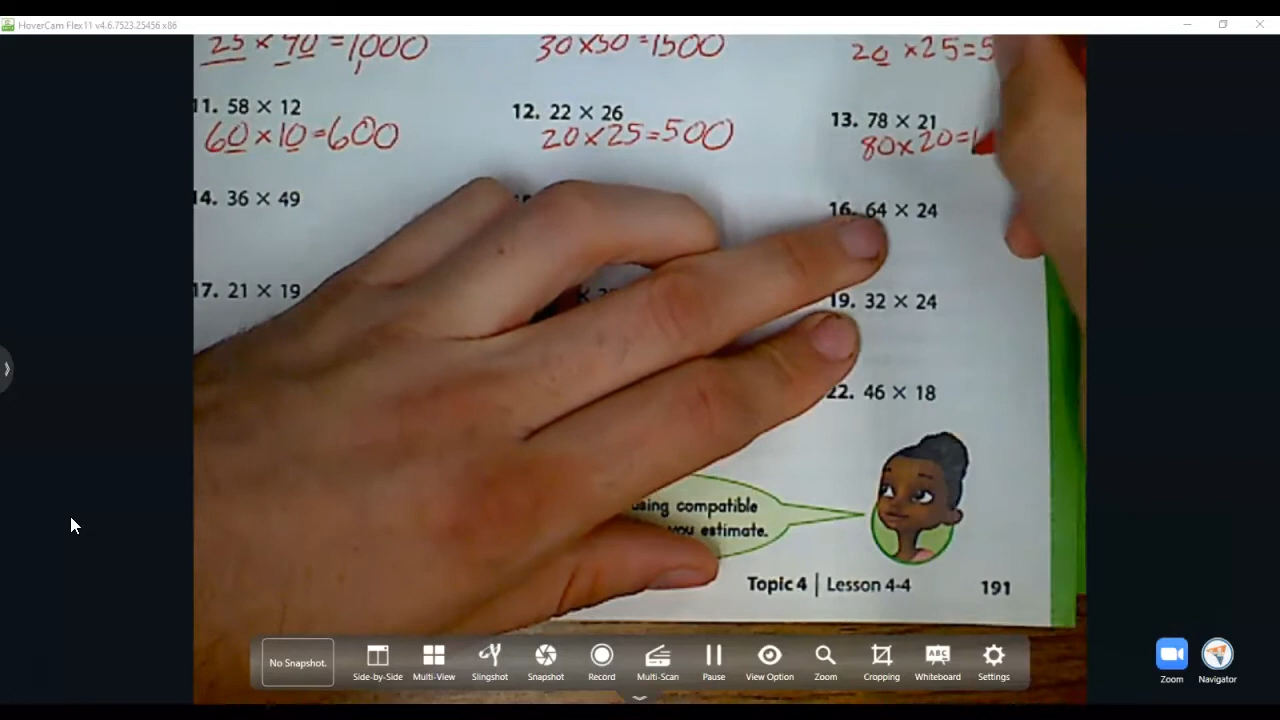 HoverCam Flex11 v4.6.7523.25456 x86
25 × 40 = 1,000
30 × 50 = 1500
20 × 25 = 5
11. 58 × 12
12. 22 × 26
13. 78 × 21
60 × 10 = 600
20 × 25 = 500
80 × 20 = 1
14. 36 × 49
16. 64 × 24
17. 21 × 19
19. 32 × 24
22. 46 × 18
using compatible
you estimate.
Topic 4 | Lesson 4-4 191
No Snapshot.
Side-by-Side Multi-View Slingshot Snapshot Record Multi-Scan Pause View Option Zoom Cropping ABC Whiteboard Settings
Zoom Navigator